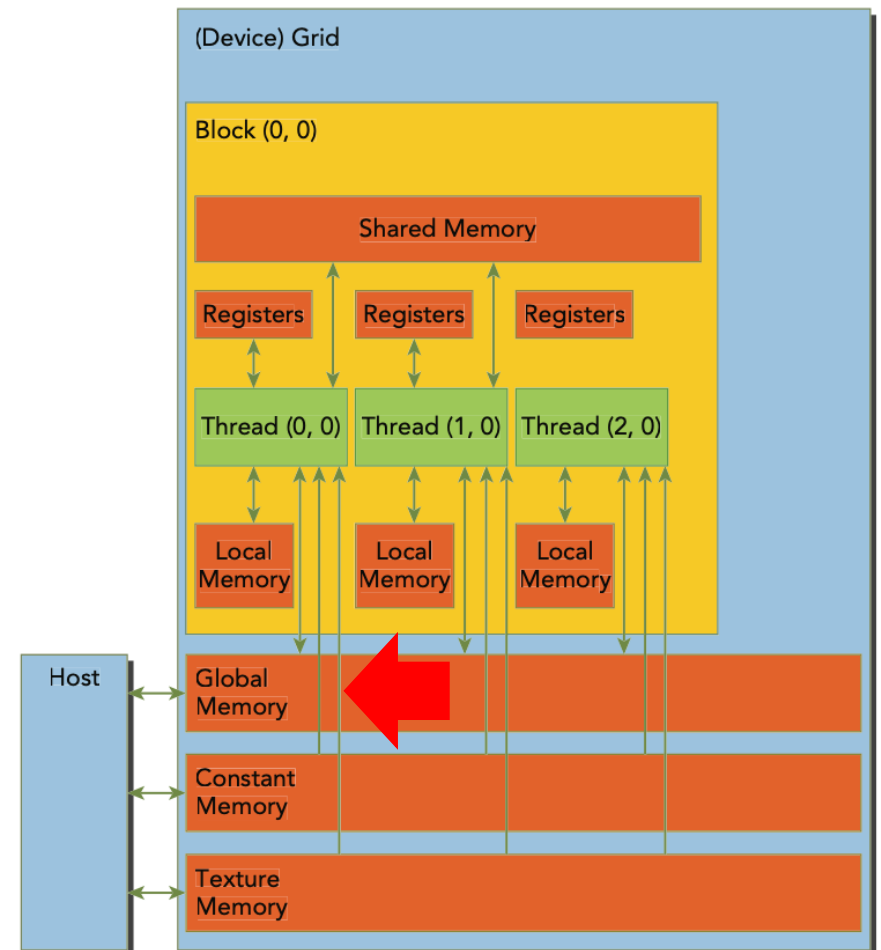 (Device) Grid
Block (0, 0)
Shared Memory
Registers
Registers
Registers
Thread (0, 0)
Thread (1, 0)
Thread (2, 0)
Local
Memory
Local
Memory
Local
Memory
Host
Global
Memory
Constant
Memory
Texture
Memory